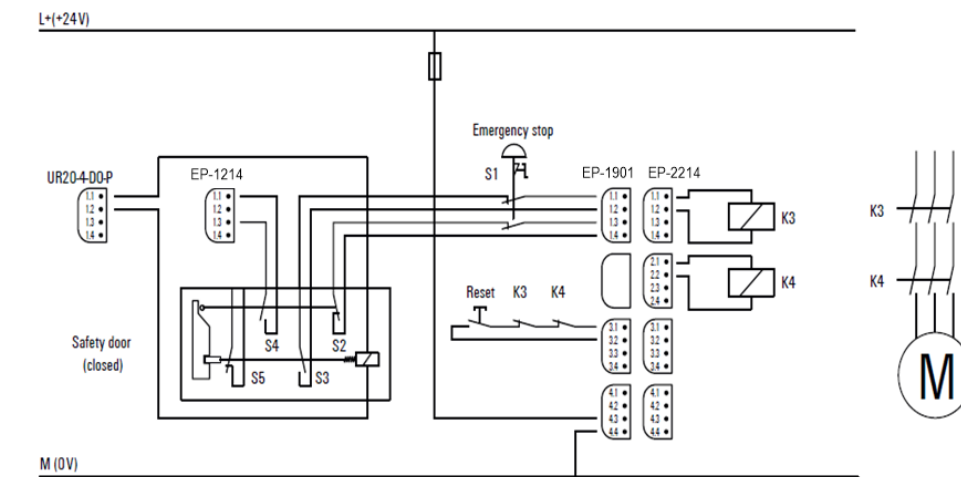 L+(+24V)
Emergency stop
S1
UR20-4-DO-P
EP-1214
EP-1901
EP-2214
1.1
1.2
1.3
1.4
1.1
1.2
1.3
1.4
1.1
1.2
1.3
1.4
1.1
1.2
1.3
1.4
K3
K3
2.1
2.2
2.3
2.4
K4
K4
Reset
K3
K4
Safety door
(closed)
S4
S2
S5
S3
3.1
3.2
3.3
3.4
3.1
3.2
3.3
3.4
M
4.1
4.2
4.3
4.4
4.1
4.2
4.3
4.4
M (0V)